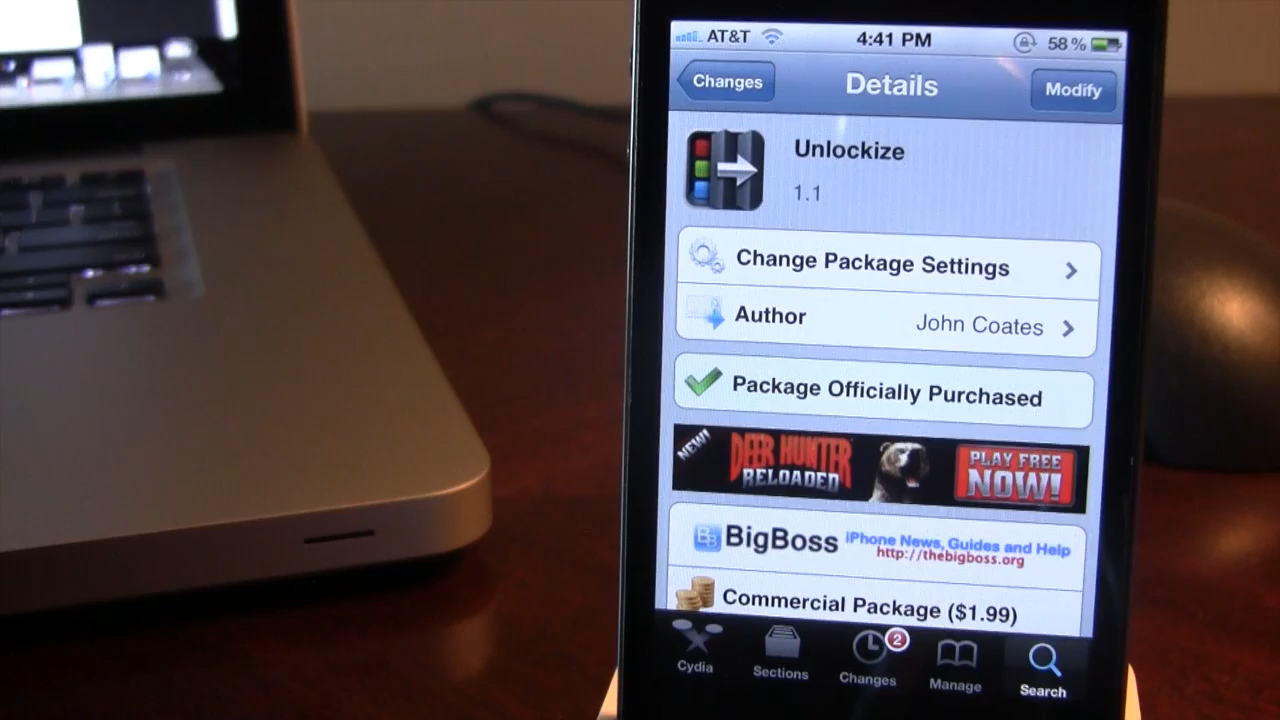 AT&T 4:41 PM 58%
Changes Details Modify
Unlockize
1.1
Change Package Settings
Author John Coates
Package Officially Purchased
NEW!
DEER HUNTER
RELOADED
PLAY FREE
NOW!
BB BigBoss iPhone News, Guides and Help
http://thebigboss.org
Commercial Package ($1.99)
2
Cydia Sections Changes Manage Search